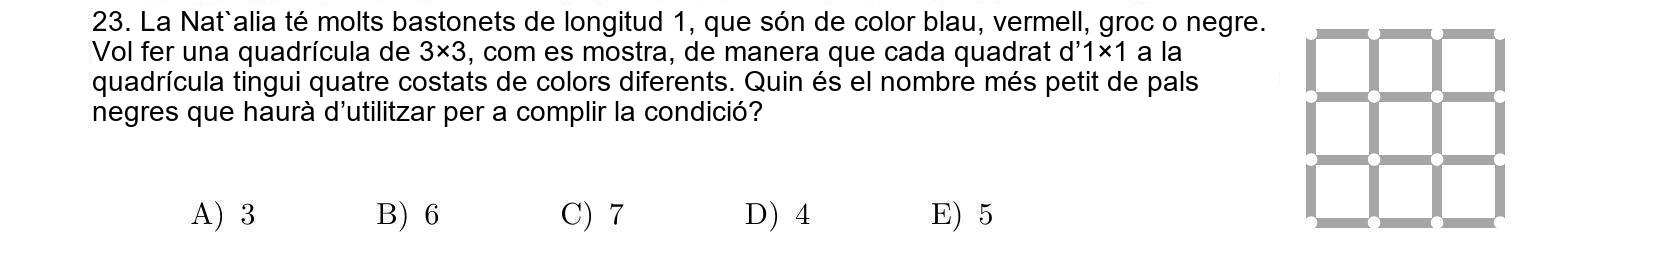 23. La Nat`alia té molts bastonets de longitud 1, que són de color blau, vermell, groc o negre.
Vol fer una quadrícula de 3×3, com es mostra, de manera que cada quadrat d’1×1 a la
quadrícula tingui quatre costats de colors diferents. Quin és el nombre més petit de pals
negres que haurà d’utilitzar per a complir la condició?
A) 3 B) 6 C) 7 D) 4 E) 5